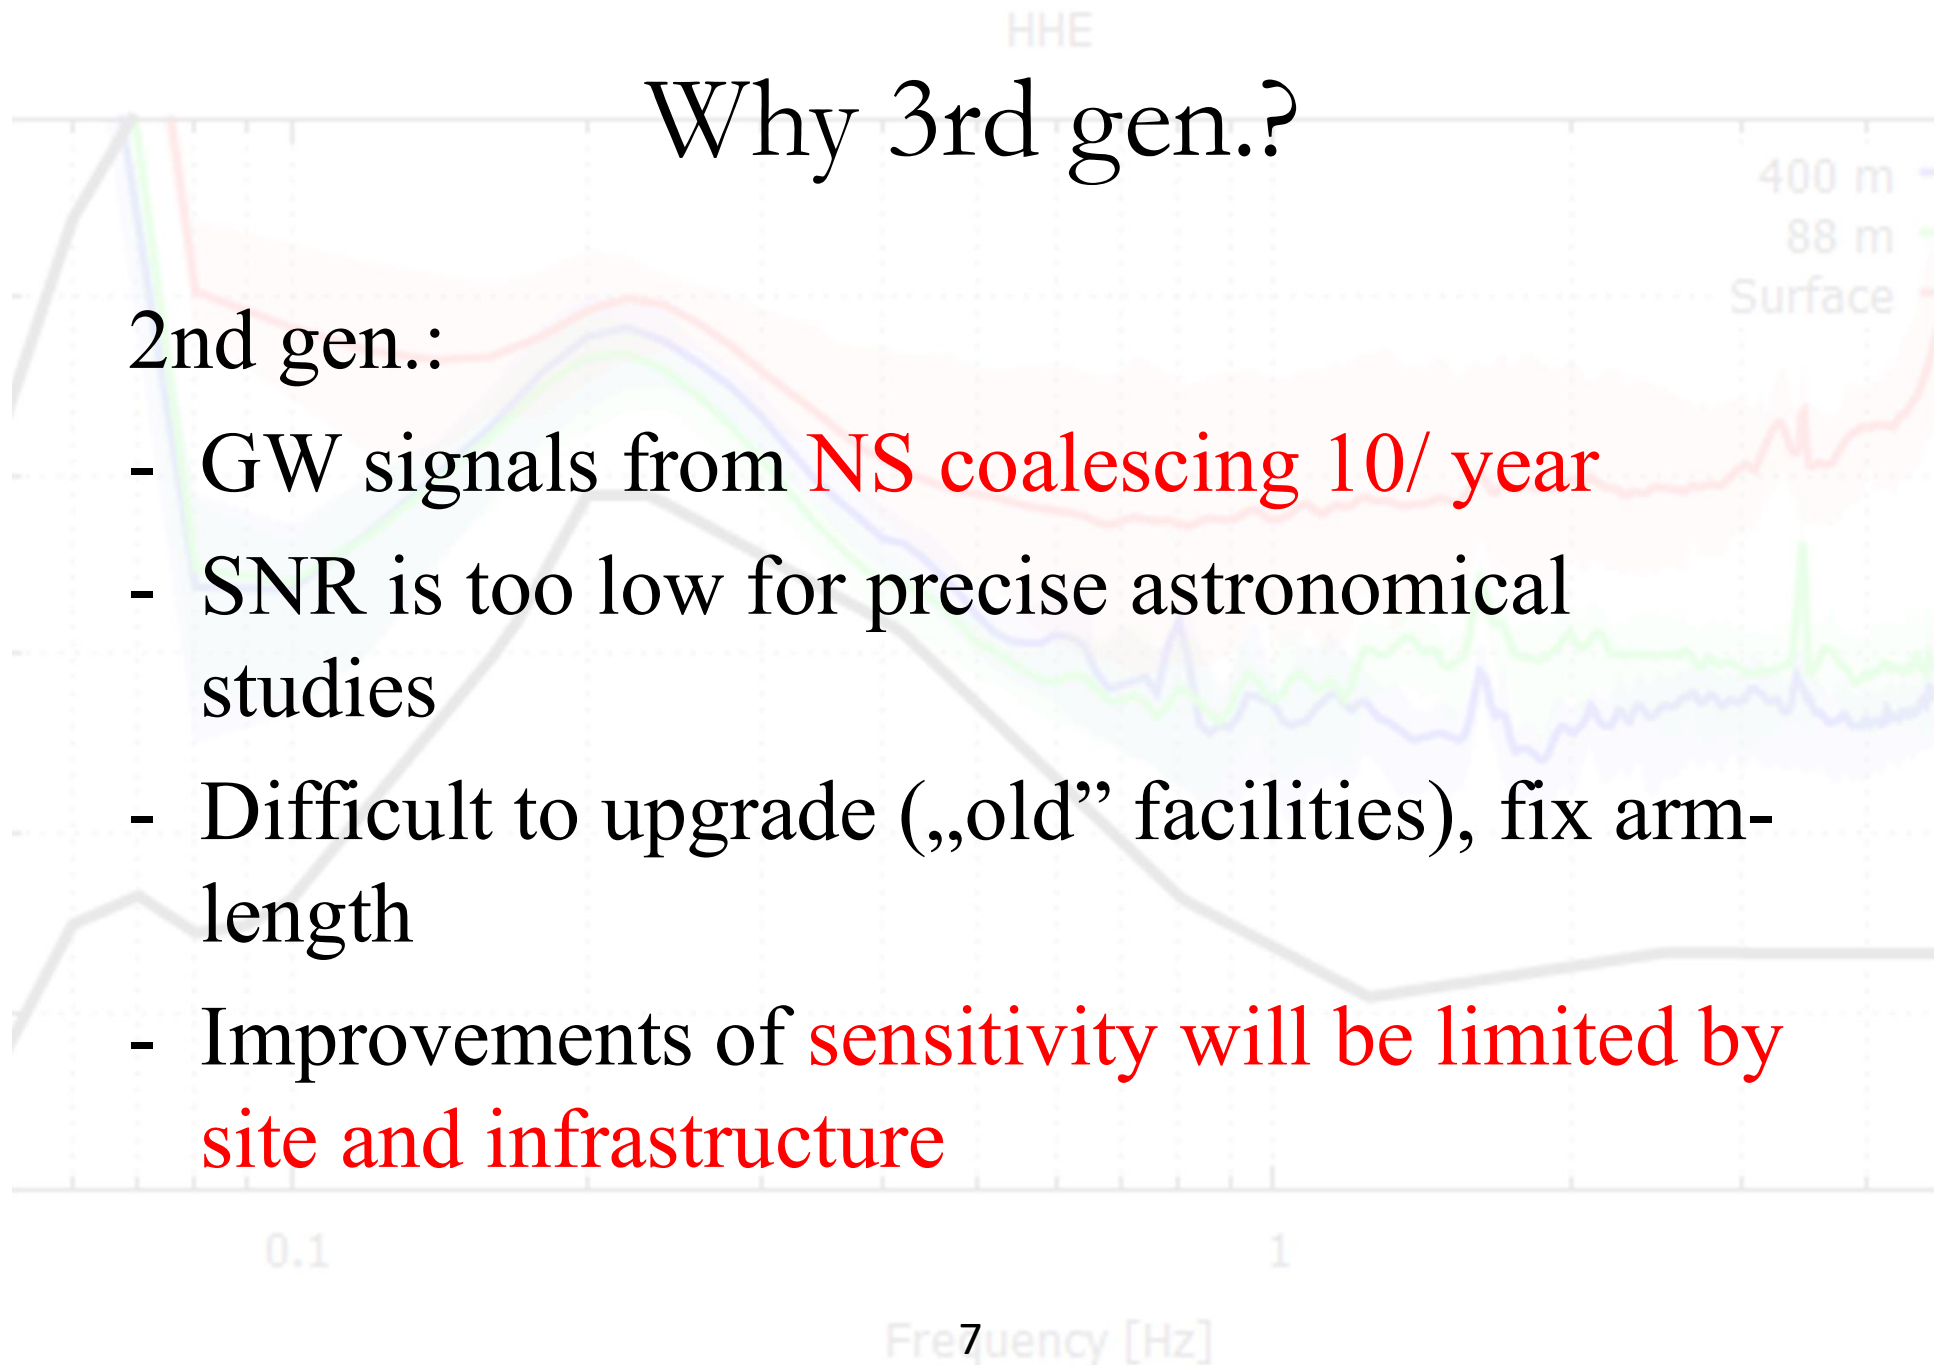 HHE
Why 3rd gen.?
400 m
88 m
Surface
2nd gen.:
- GW signals from NS coalescing 10/ year
- SNR is too low for precise astronomical
studies
- Difficult to upgrade („old” facilities), fix arm-
length
- Improvements of sensitivity will be limited by
site and infrastructure
0.1 1
Frequency [Hz]
7